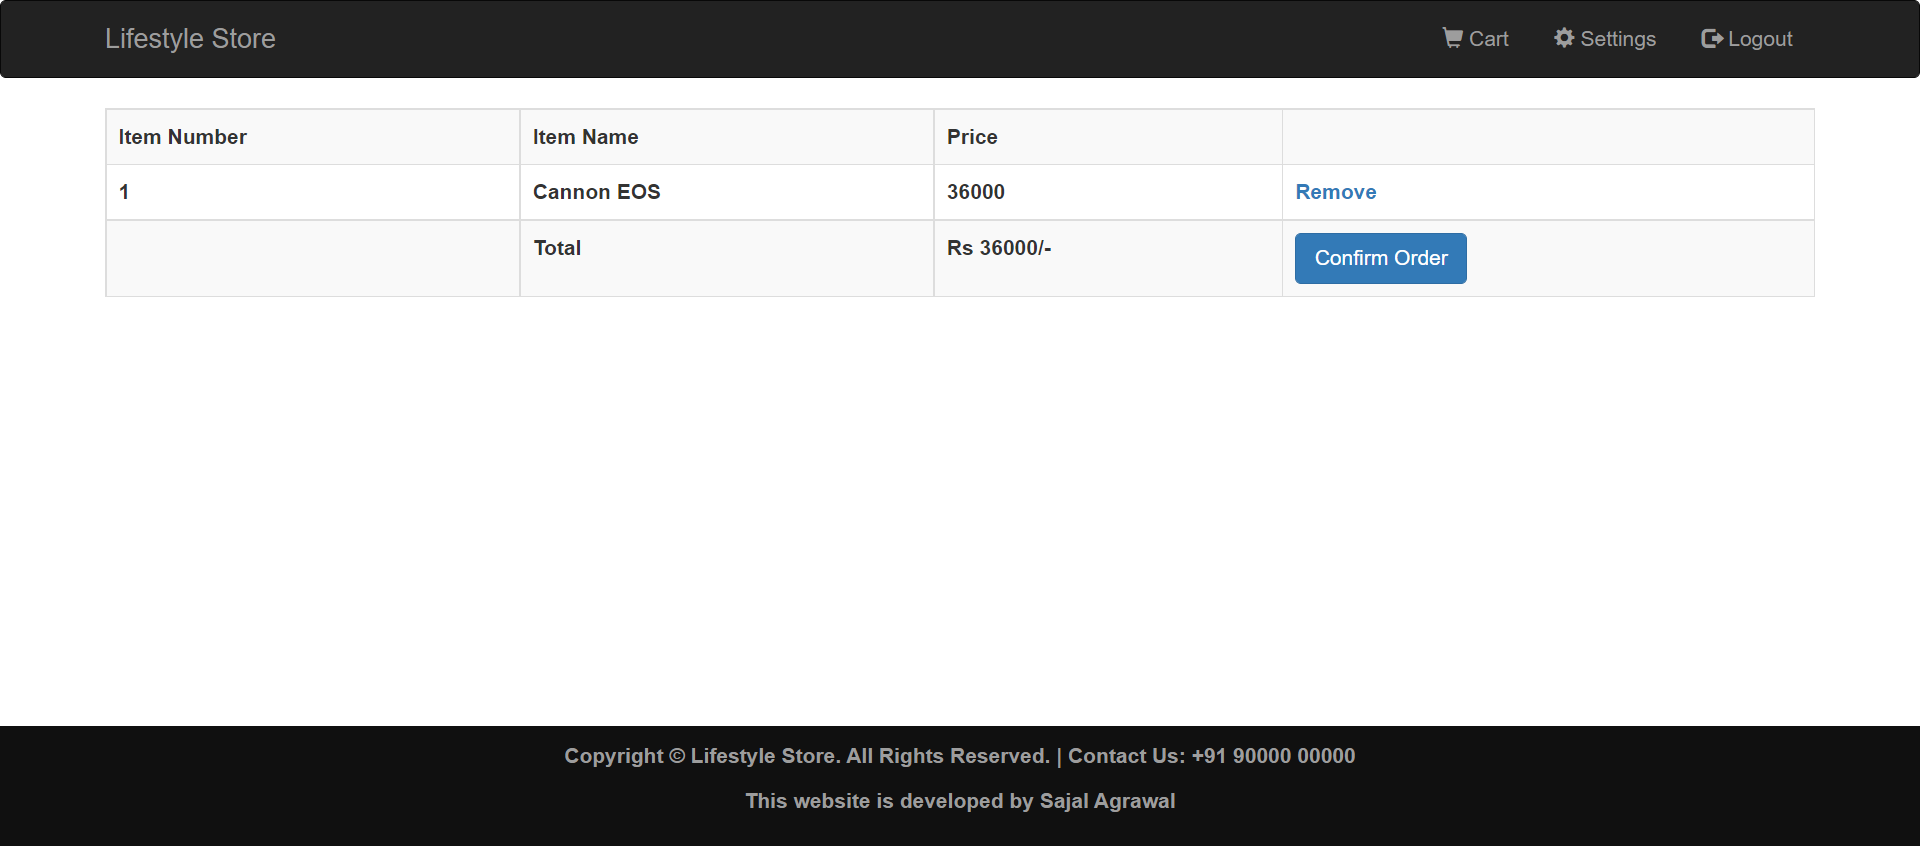 Lifestyle Store Cart Settings Logout
Item Number Item Name Price
1 Cannon EOS 36000 Remove
Total Rs 36000/- Confirm Order
Copyright © Lifestyle Store. All Rights Reserved. | Contact Us: +91 90000 00000
This website is developed by Sajal Agrawal